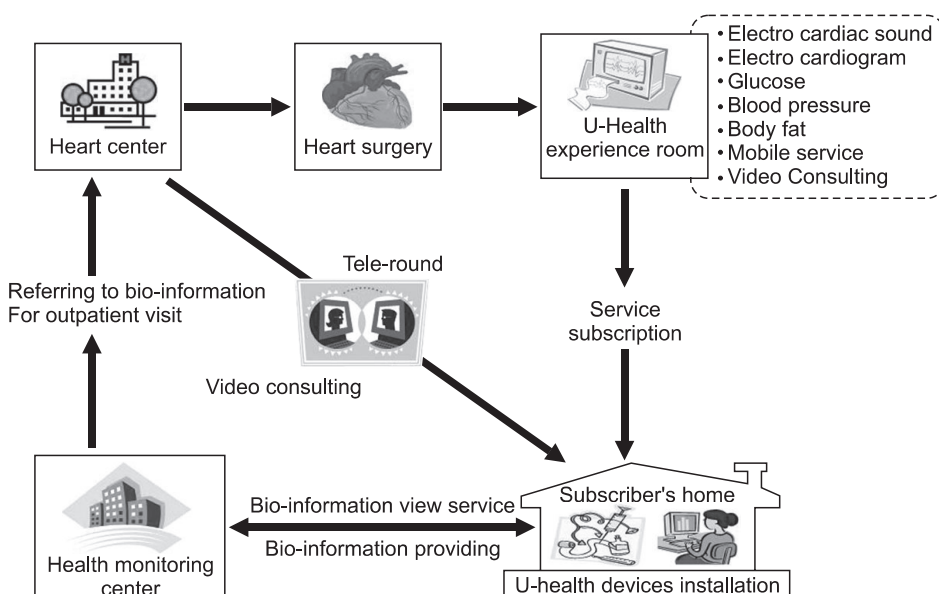 Heart center
Heart surgery
U-Health
experience room
• Electro cardiac sound
• Electro cardiogram
• Glucose
• Blood pressure
• Body fat
• Mobile service
• Video Consulting
Tele-round
Referring to bio-information
For outpatient visit
Service
subscription
Video consulting
Subscriber's home
Bio-information view service
Bio-information providing
Health monitoring
center
U-health devices installation
H